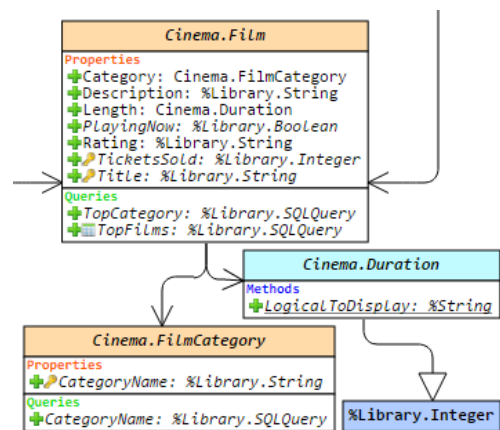 Cinema.Film
Properties
Category: Cinema.FilmCategory
Description: %Library.String
Length: Cinema.Duration
PlayingNow: %Library.Boolean
Rating: %Library.String
TicketsSold: %Library.Integer
Title: %Library.String
Queries
TopCategory: %Library.SQLQuery
TopFilms: %Library.SQLQuery
Cinema.Duration
Methods
LogicalToDisplay: %String
Cinema.FilmCategory
Properties
CategoryName: %Library.String
Queries
CategoryName: %Library.SQLQuery
%Library.Integer